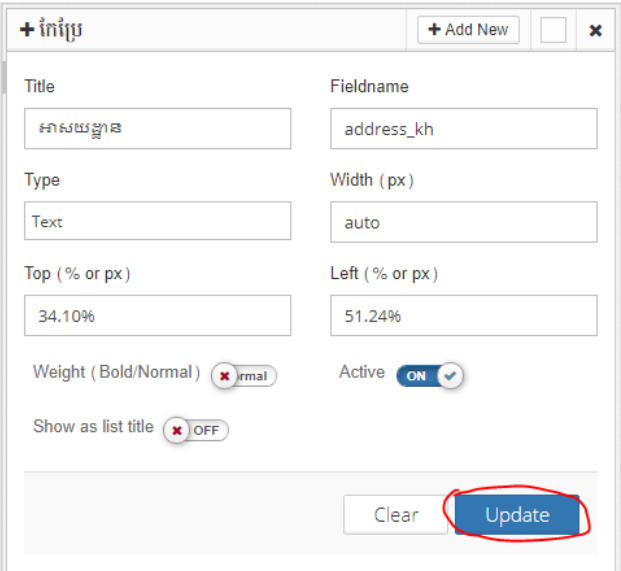 កែប្រែ Add New
Title Fieldname
អាសយដ្ឋាន address_kh
Type Width (px)
Text auto
Top (% or px) Left (% or px)
34.10% 51.24%
Weight (Bold/Normal) rmal Active ON
Show as list title OFF
Clear Update